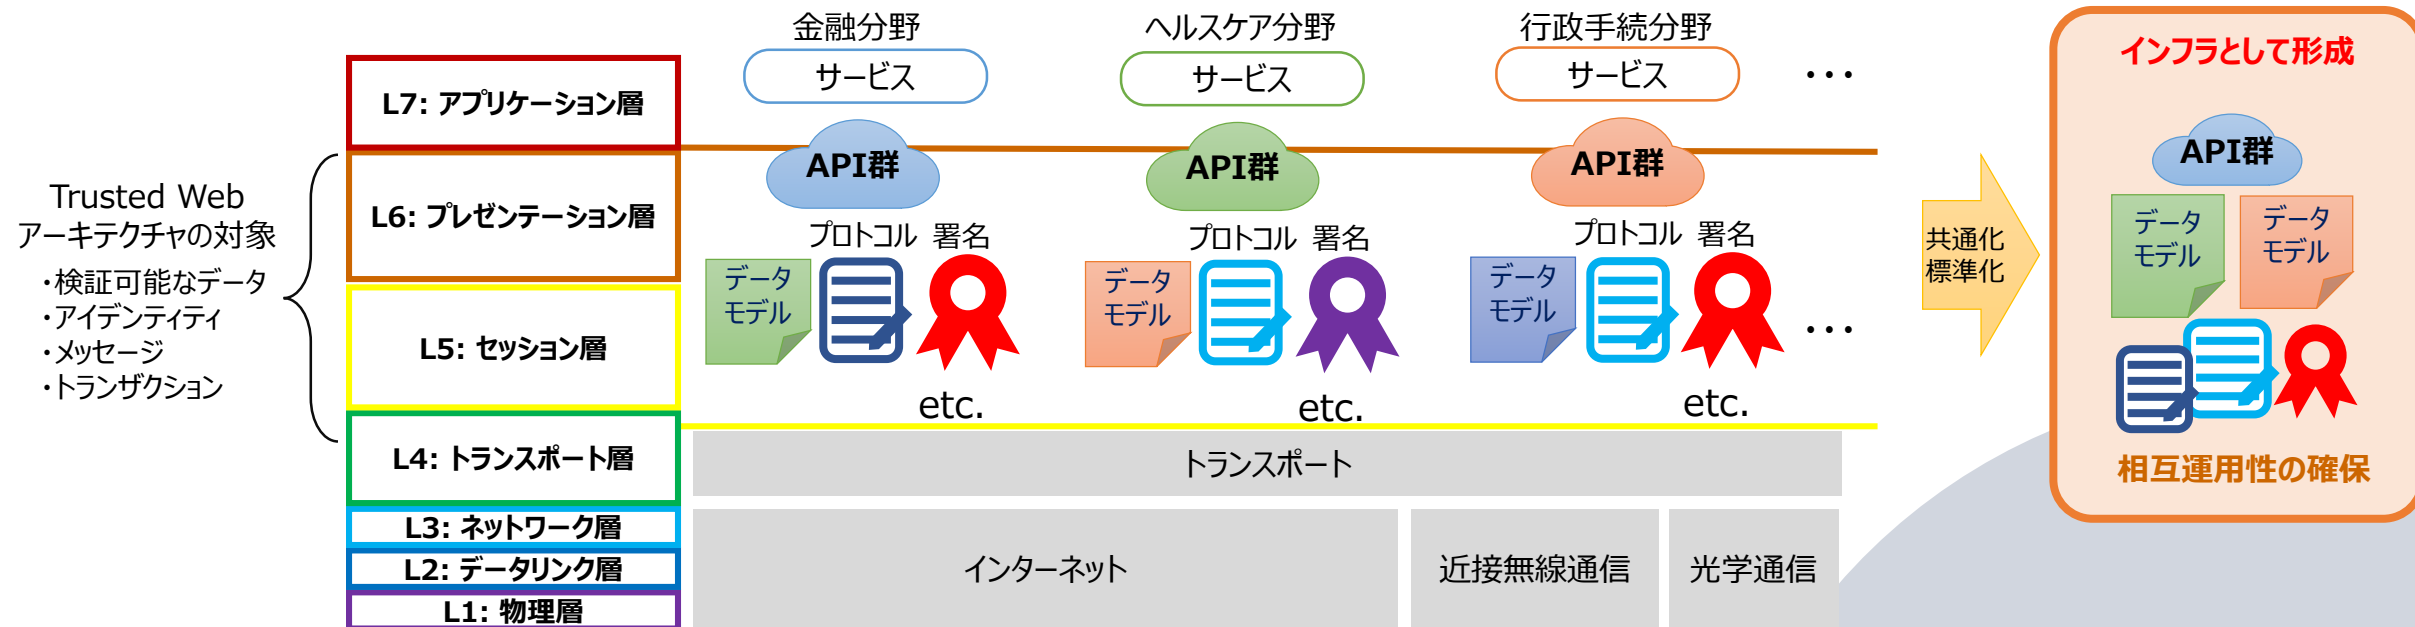 Trusted Web
アーキテクチャの対象
・検証可能なデータ
・アイデンティティ
・メッセージ
・トランザクション
L7: アプリケーション層
L6: プレゼンテーション層
L5: セッション層
L4: トランスポート層
L3: ネットワーク層
L2: データリンク層
L1: 物理層
金融分野
サービス
API群
プロトコル 署名
データ
モデル
etc.
ヘルスケア分野
サービス
API群
プロトコル 署名
データ
モデル
etc.
行政手続分野
サービス
API群
プロトコル 署名
データ
モデル
etc.
・・・
・・・
トランスポート
インターネット
近接無線通信
光学通信
共通化
標準化
インフラとして形成
API群
データ
モデル
データ
モデル
相互運用性の確保